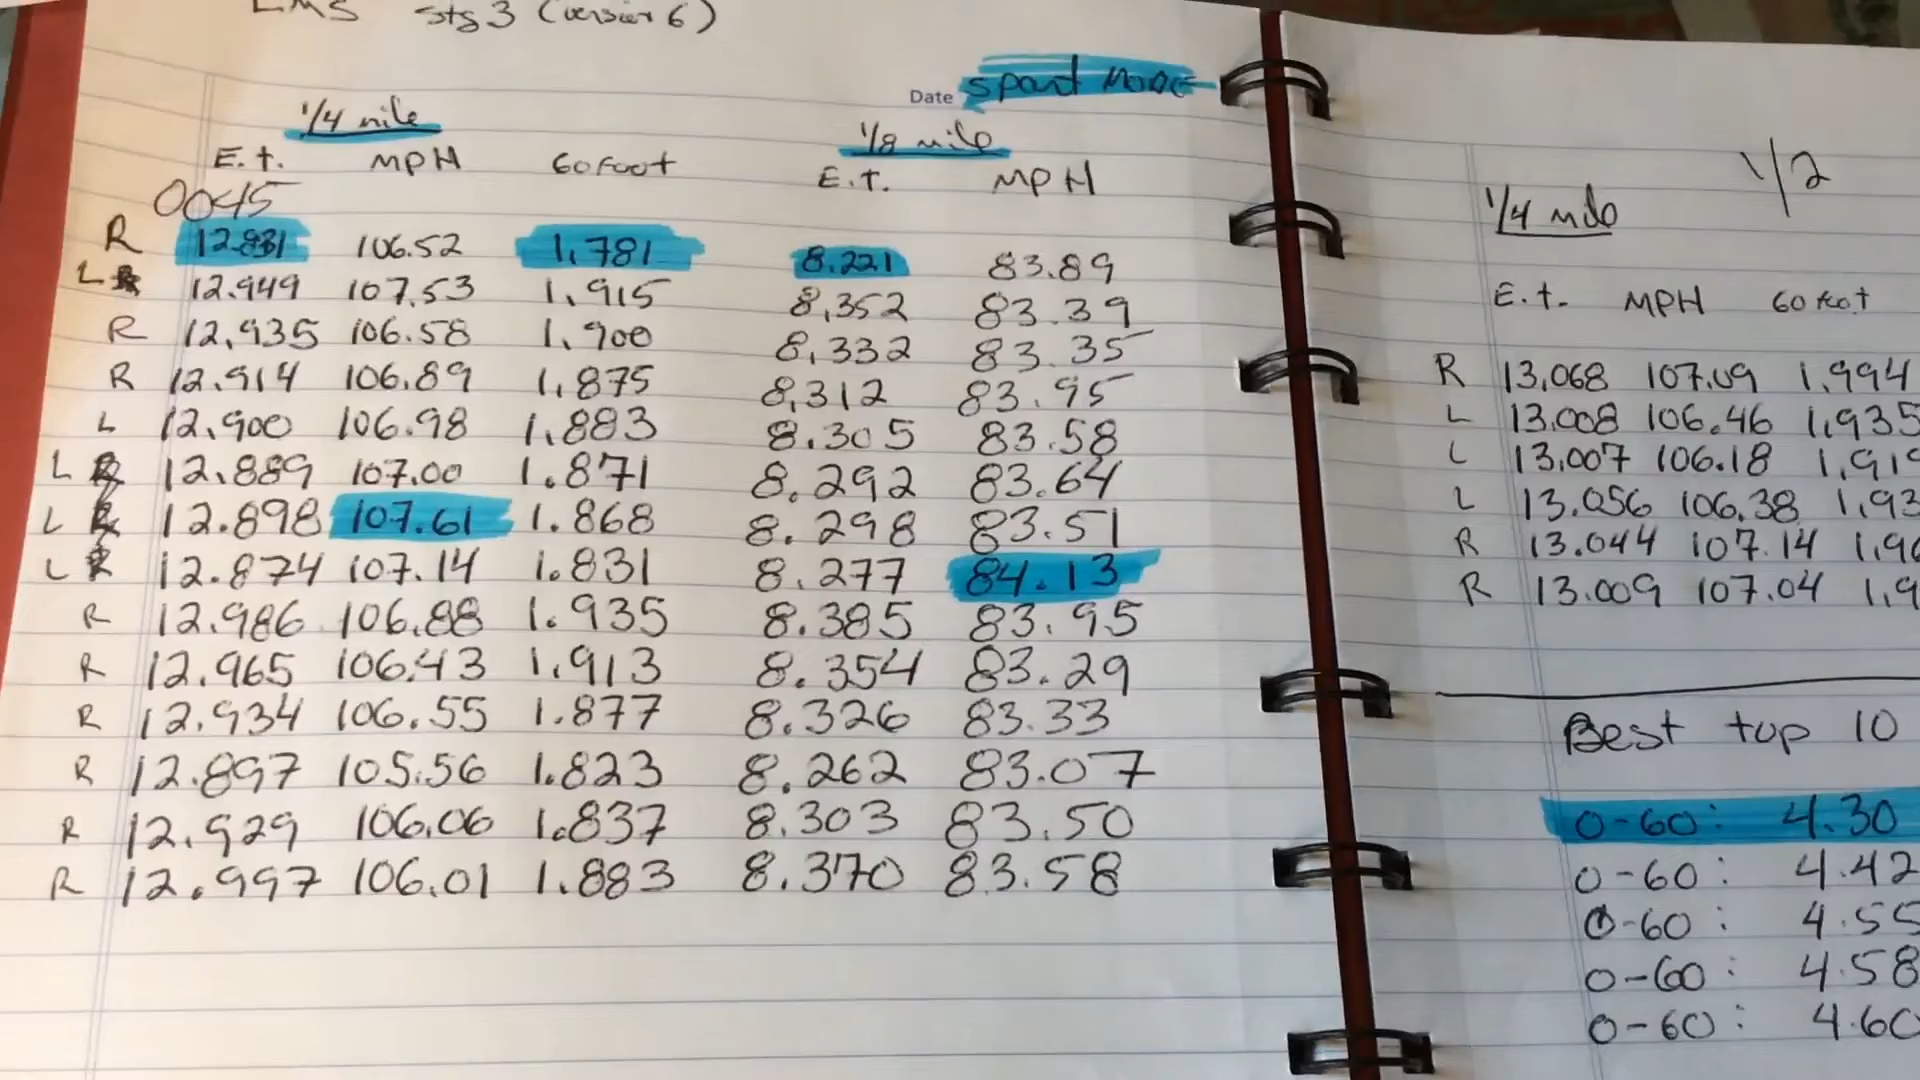 LMS stg 3 (version 6)
Date Sport Mode
1/4 mile 1/8 mile
E.t. MPH 60 Foot E.t. MPH
0045
R 12.831 106.52 1.781 8.221 83.89
L 12.949 107.53 1.915 8.352 83.39
R 12.935 106.58 1.900 8.332 83.35
R 12.914 106.89 1.875 8.312 83.95
L 12.900 106.98 1.883 8.305 83.58
L 12.889 107.00 1.871 8.292 83.64
L 12.898 107.61 1.868 8.298 83.51
L 12.874 107.14 1.831 8.277 84.13
R 12.986 106.88 1.935 8.385 83.95
R 12.965 106.43 1.913 8.354 83.29
R 12.934 106.55 1.877 8.326 83.33
R 12.897 105.56 1.823 8.262 83.07
R 12.929 106.06 1.837 8.303 83.50
R 12.997 106.01 1.883 8.370 83.58
1/2
1/4 mile
E.t. MPH 60 foot
R 13.068 107.09 1.994
L 13.008 106.46 1.935
L 13.007 106.18 1.91
L 13.056 106.38 1.93
R 13.044 107.14 1.9
R 13.009 107.04 1.9
Best top 10
0-60: 4.30
0-60: 4.42
0-60: 4.55
0-60: 4.58
0-60: 4.60